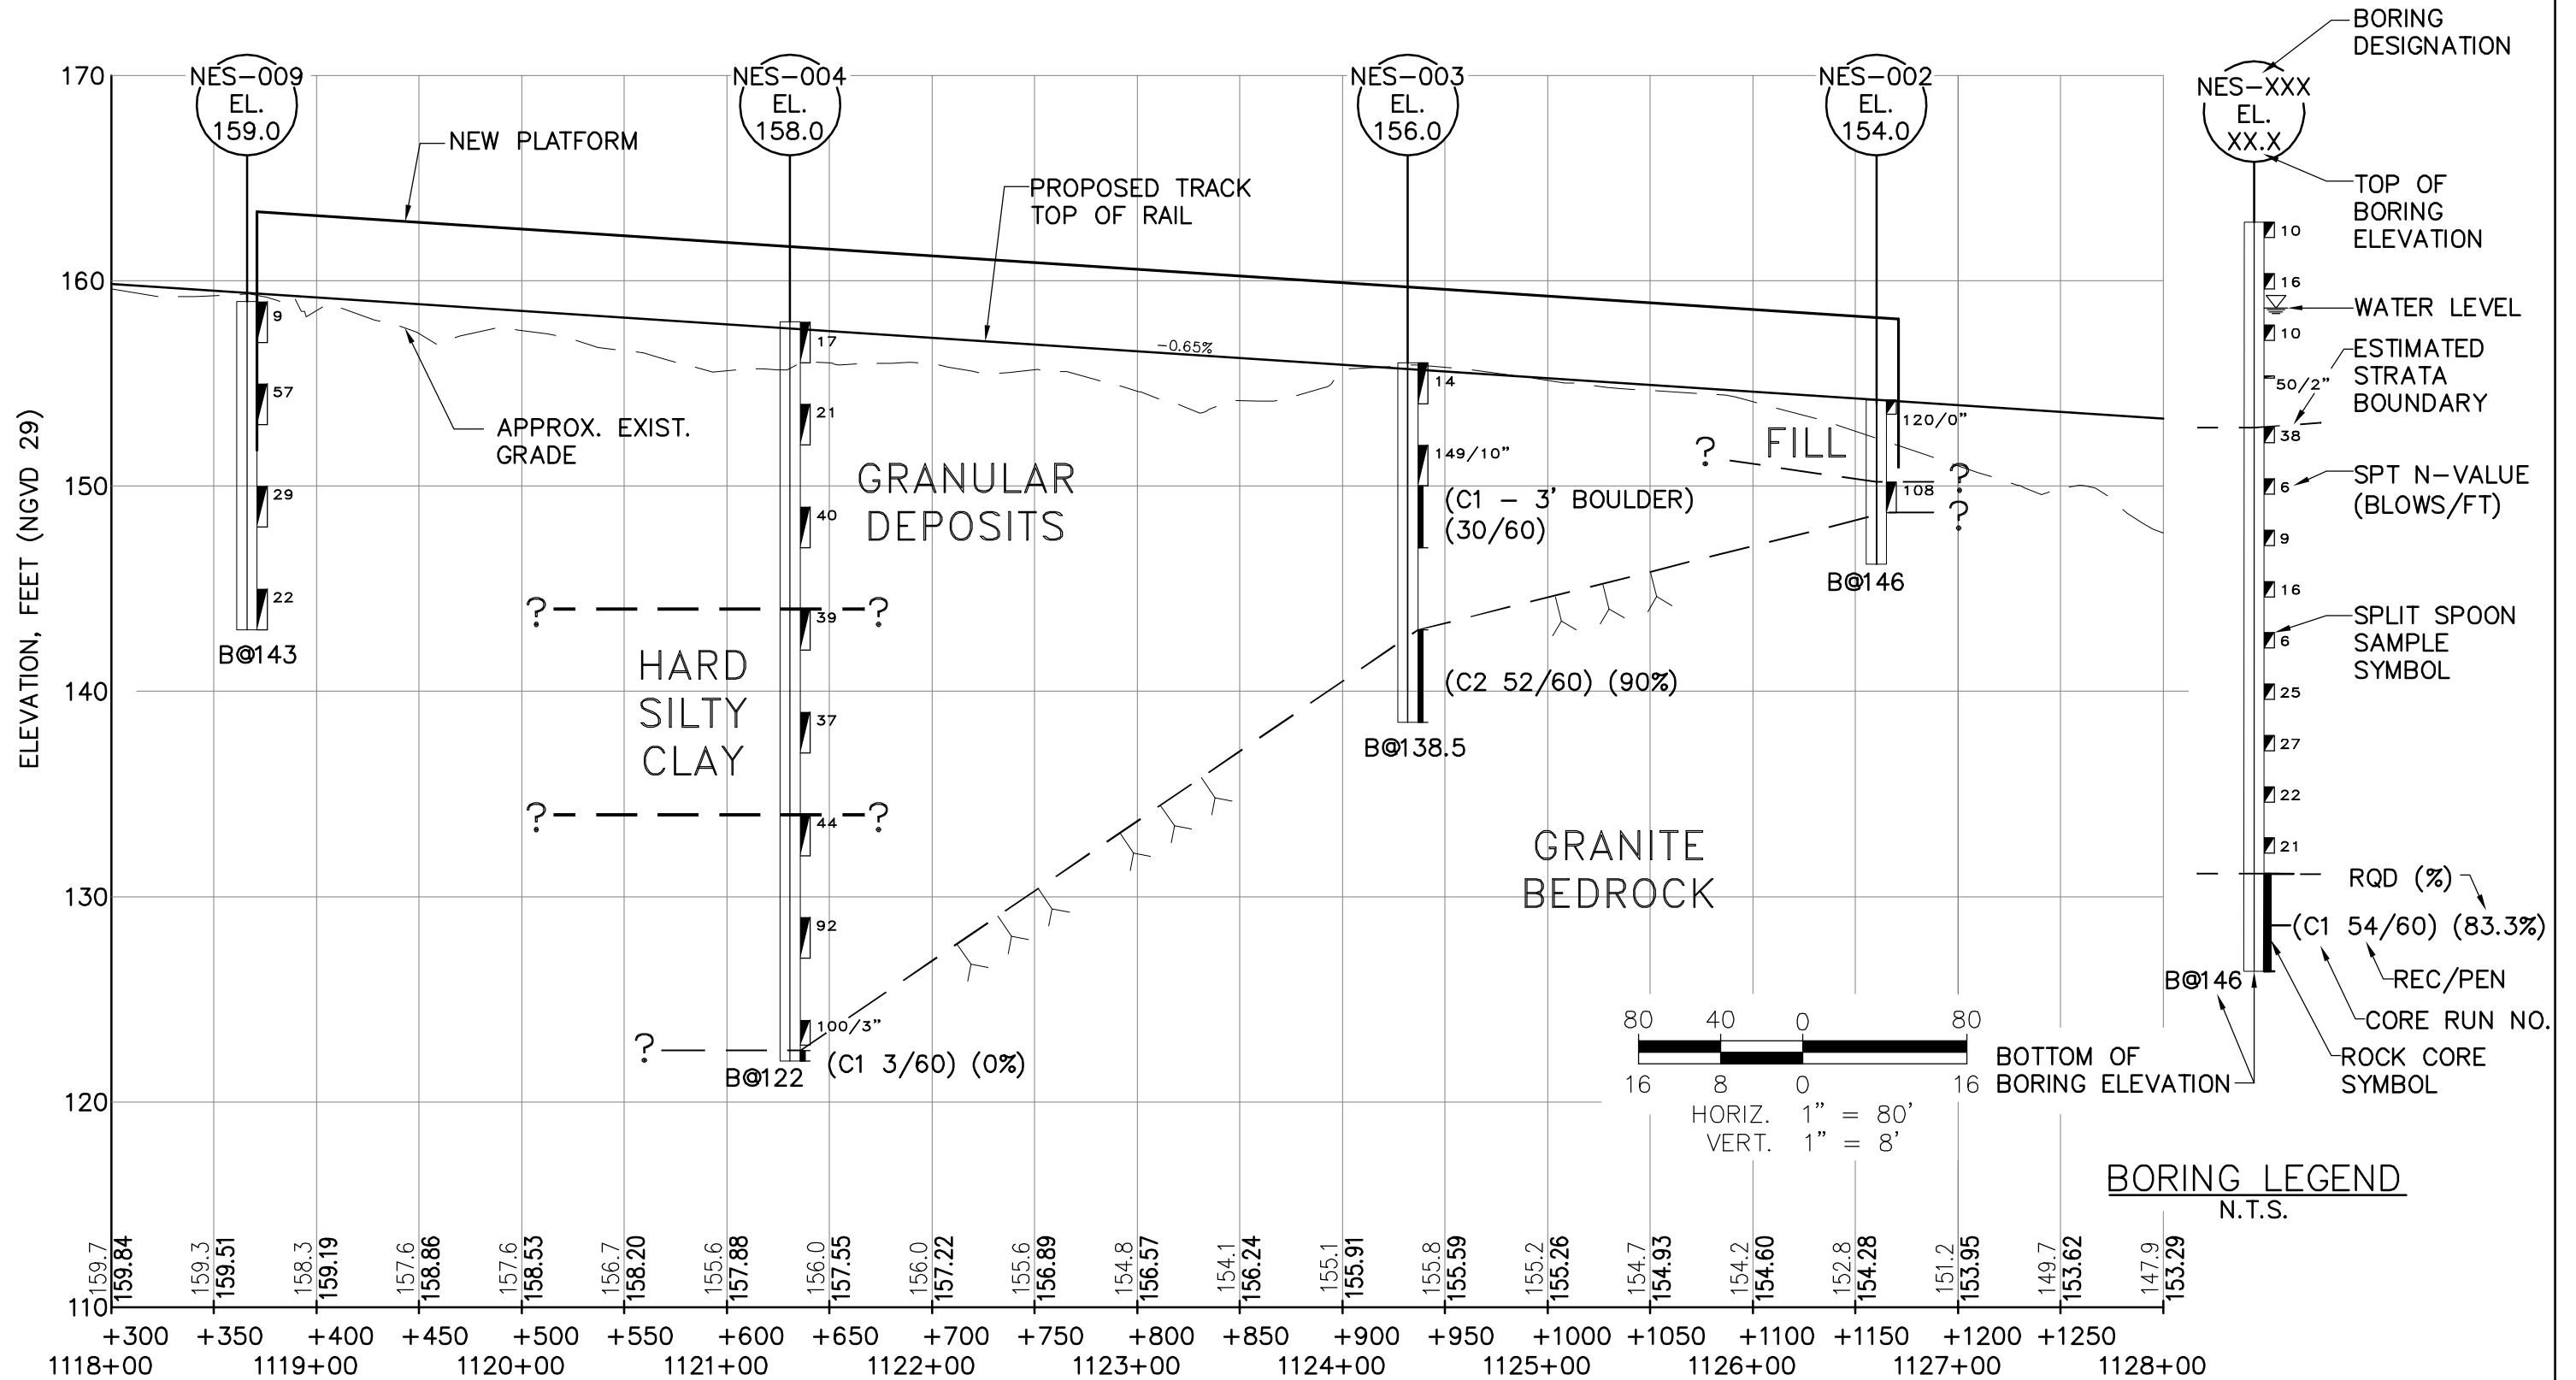 BORING
DESIGNATION
170
NES-009
EL.
159.0
NES-004
EL.
158.0
NES-003
EL.
156.0
NES-002
EL.
154.0
NES-XXX
EL.
XX.X
NEW PLATFORM
PROPOSED TRACK
TOP OF RAIL
TOP OF
BORING
ELEVATION
10
160
16
WATER LEVEL
9
17
-0.65%
10
ESTIMATED
STRATA
BOUNDARY
50/2"
57
14
21
120/0"
APPROX. EXIST.
GRADE
149/10"
?
FILL
38
ELEVATION, FEET (NGVD 29)
GRANULAR
DEPOSITS
150
29
40
(C1 - 3' BOULDER)
(30/60)
108
?
?
6
SPT N-VALUE
(BLOWS/FT)
9
B@146
22
B@143
?
?
39
16
SPLIT SPOON
SAMPLE
SYMBOL
6
HARD
SILTY
CLAY
140
37
(C2 52/60) (90%)
B@138.5
25
27
?
?
44
22
GRANITE
BEDROCK
21
130
92
RQD (%)
(C1 54/60) (83.3%)
B@146
REC/PEN
CORE RUN NO.
ROCK CORE
SYMBOL
BOTTOM OF
BORING ELEVATION
100/3"
?
(C1 3/60) (0%)
B@122
120
80 40 0 80
16 8 0 16
HORIZ. 1" = 80'
VERT. 1" = 8'
BORING LEGEND
N.T.S.
159.7
159.84
159.3
159.51
158.3
159.19
157.6
158.86
157.6
158.53
156.7
158.20
155.6
157.88
156.0
157.55
156.0
157.22
155.6
156.89
154.8
156.57
154.1
156.24
155.1
155.91
155.8
155.59
155.2
155.26
154.7
154.93
154.2
154.60
152.8
154.28
151.2
153.95
149.7
153.62
147.9
153.29
110
+300 +350 +400 +450 +500 +550 +600 +650 +700 +750 +800 +850 +900 +950 +1000 +1050 +1100 +1150 +1200 +1250
1118+00 1119+00 1120+00 1121+00 1122+00 1123+00 1124+00 1125+00 1126+00 1127+00 1128+00